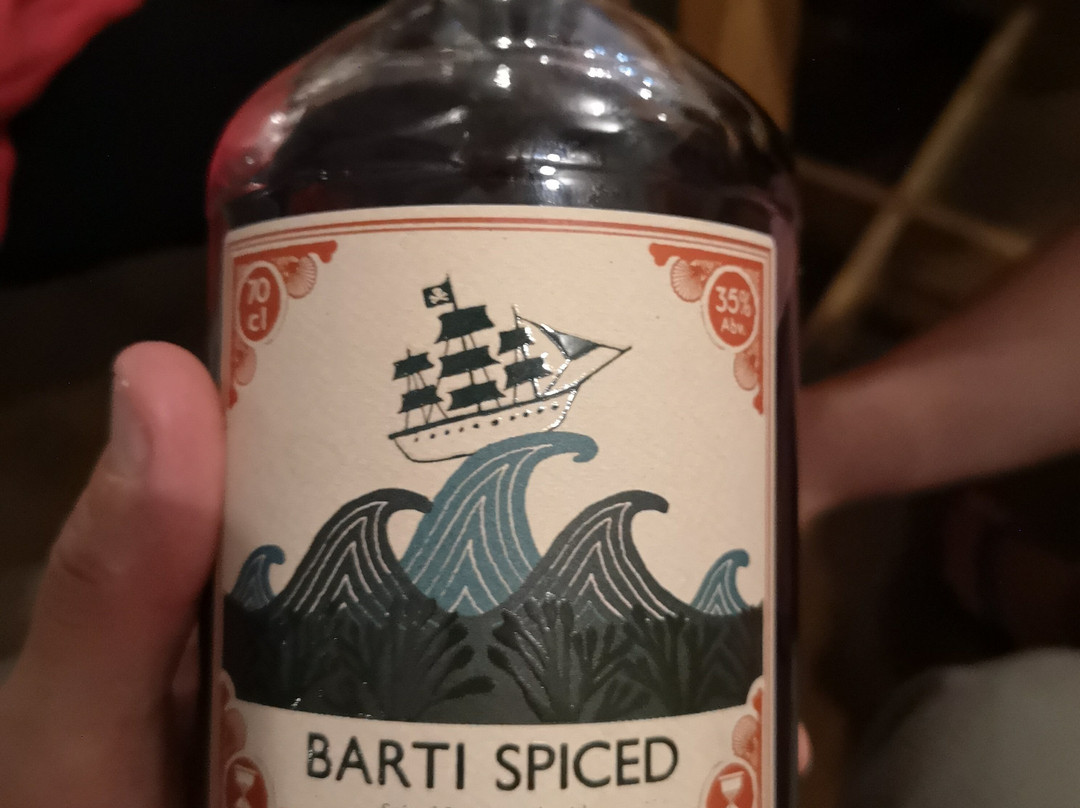 70
cl
35%
Abv.
BARTI SPICED